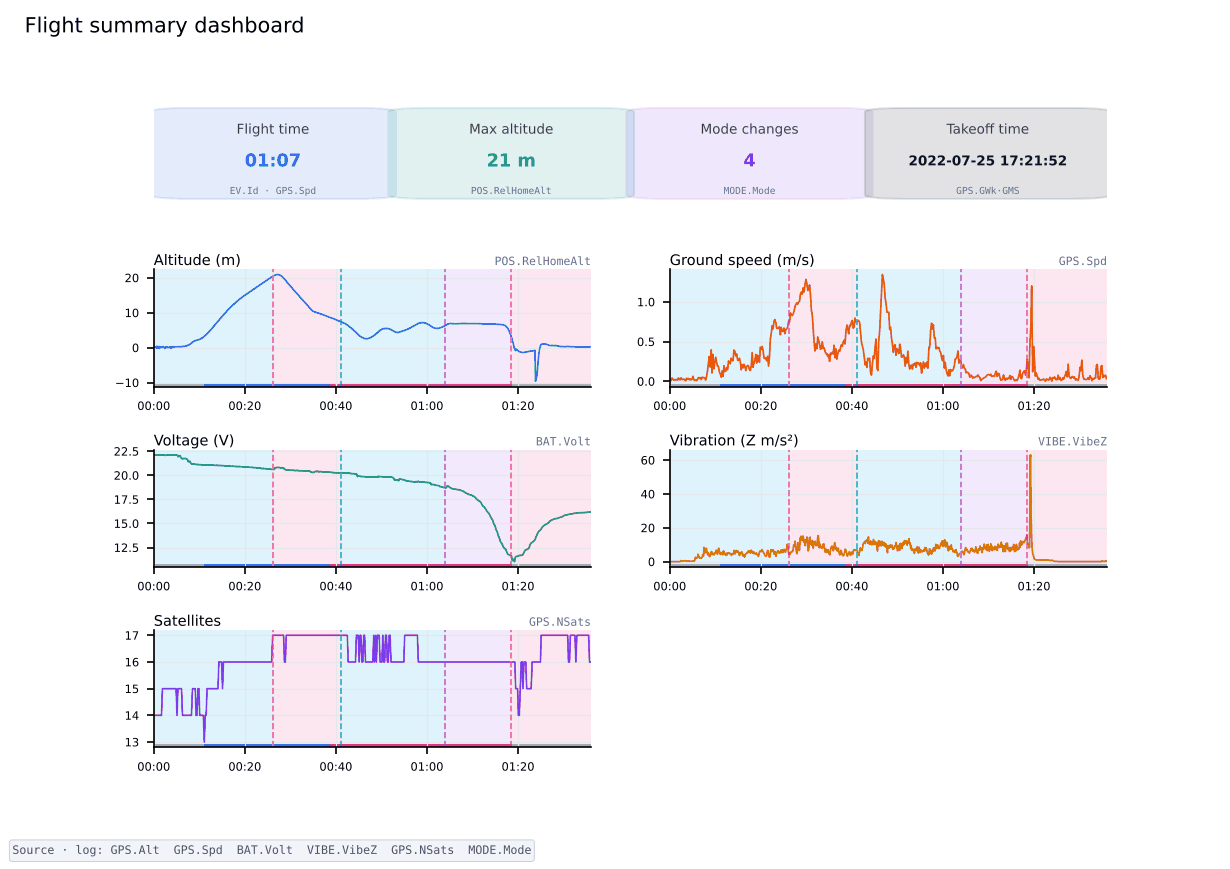 Flight summary dashboard
Flight time
01:07
EV.Id · GPS.Spd
Max altitude
21 m
POS.RelHomeAlt
Mode changes
4
MODE.Mode
Takeoff time
2022-07-25 17:21:52
GPS.GWk·GMS
Altitude (m)
POS.RelHomeAlt
20
10
0
−10
00:00
00:20
00:40
01:00
01:20
Ground speed (m/s)
GPS.Spd
1.0
0.5
0.0
00:00
00:20
00:40
01:00
01:20
Voltage (V)
BAT.Volt
22.5
20.0
17.5
15.0
12.5
00:00
00:20
00:40
01:00
01:20
Vibration (Z m/s²)
VIBE.VibeZ
60
40
20
0
00:00
00:20
00:40
01:00
01:20
Satellites
GPS.NSats
17
16
15
14
13
00:00
00:20
00:40
01:00
01:20
Source · log: GPS.Alt  GPS.Spd  BAT.Volt  VIBE.VibeZ  GPS.NSats  MODE.Mode